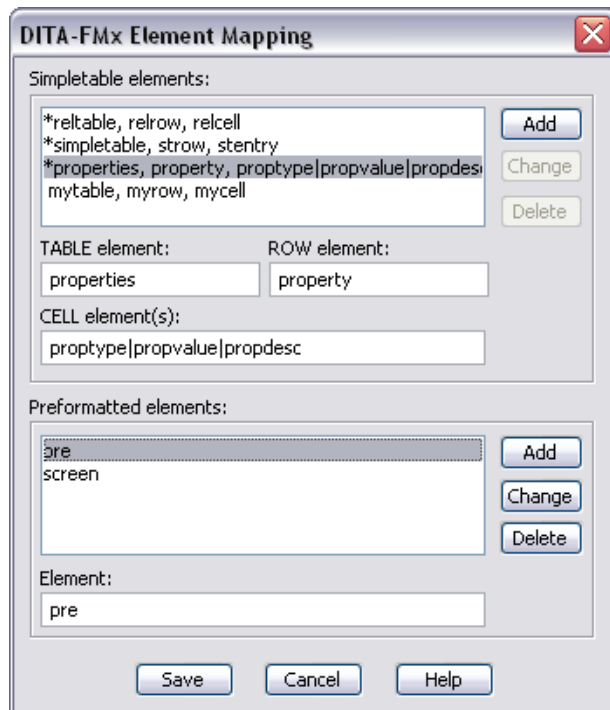 DITA-FMx Element Mapping
Simpletable elements:
*reltable, relrow, relcell
*simpletable, strow, stentry
*properties, property, proptype|propvalue|propdesc
mytable, myrow, mycell
Add
Change
Delete
TABLE element:
ROW element:
properties
property
CELL element(s):
proptype|propvalue|propdesc
Preformatted elements:
pre
screen
Add
Change
Delete
Element:
pre
Save
Cancel
Help